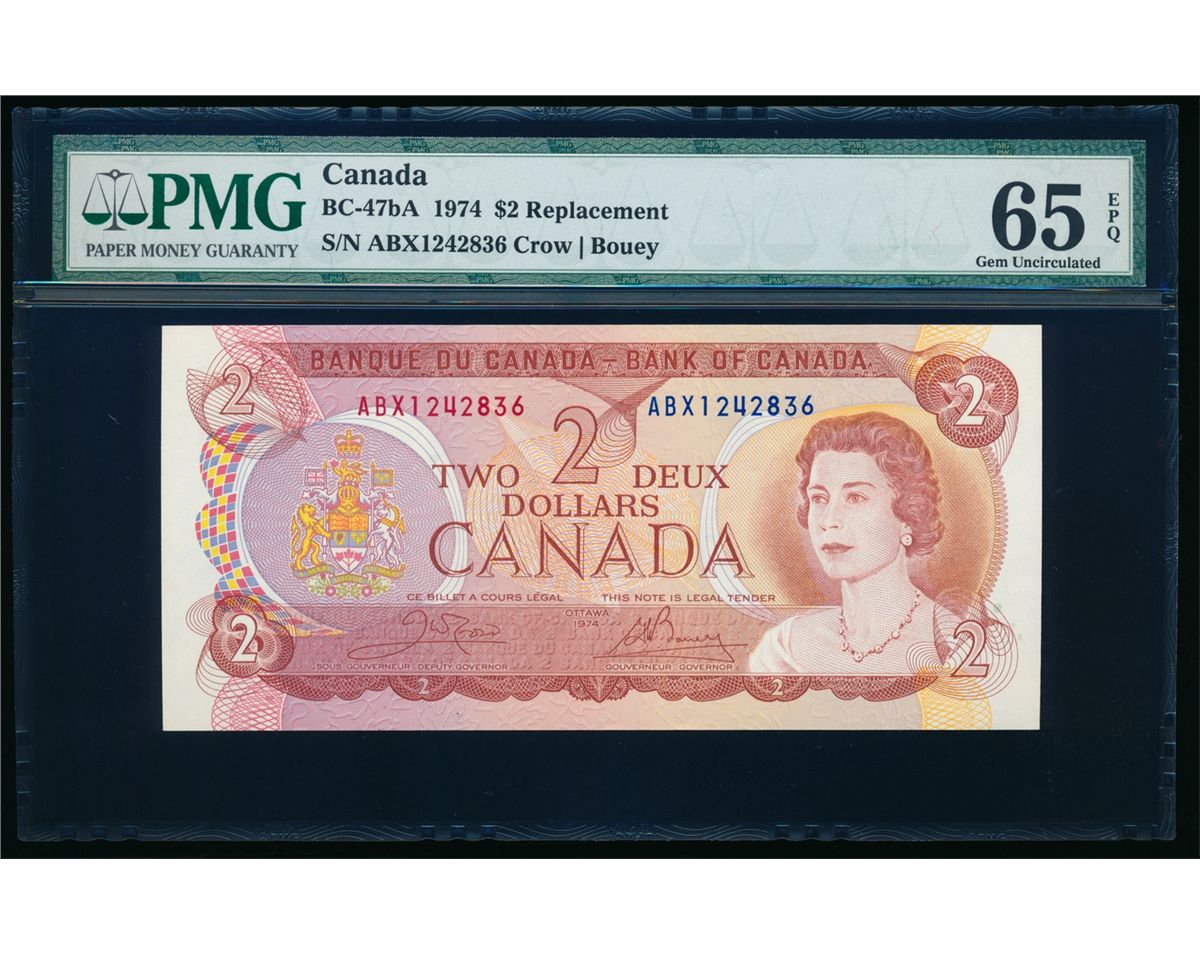 PMG
PAPER MONEY GUARANTY
Canada
BC-47bA 1974 $2 Replacement
S/N ABX1242836 Crow | Bouey
65
EPQ
Gem Uncirculated
BANQUE DU CANADA – BANK OF CANADA
2
2
ABX1242836
ABX1242836
2
TWO DEUX
DOLLARS
CANADA
CE BILLET A COURS LÉGAL THIS NOTE IS LEGAL TENDER
OTTAWA
1974
2
2
SOUS-GOUVERNEUR DEPUTY GOVERNOR
GOUVERNEUR GOVERNOR
2
2